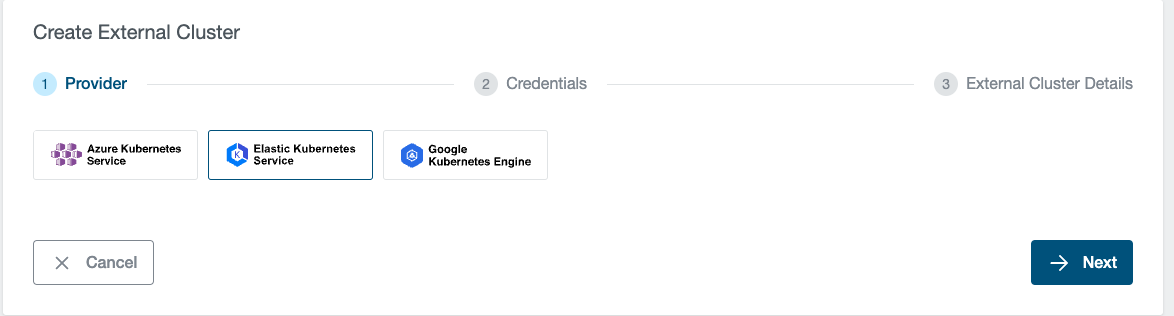 Create External Cluster
1 Provider 2 Credentials 3 External Cluster Details
Azure Kubernetes
Service
Elastic Kubernetes
Service
Google
Kubernetes Engine
Cancel
Next